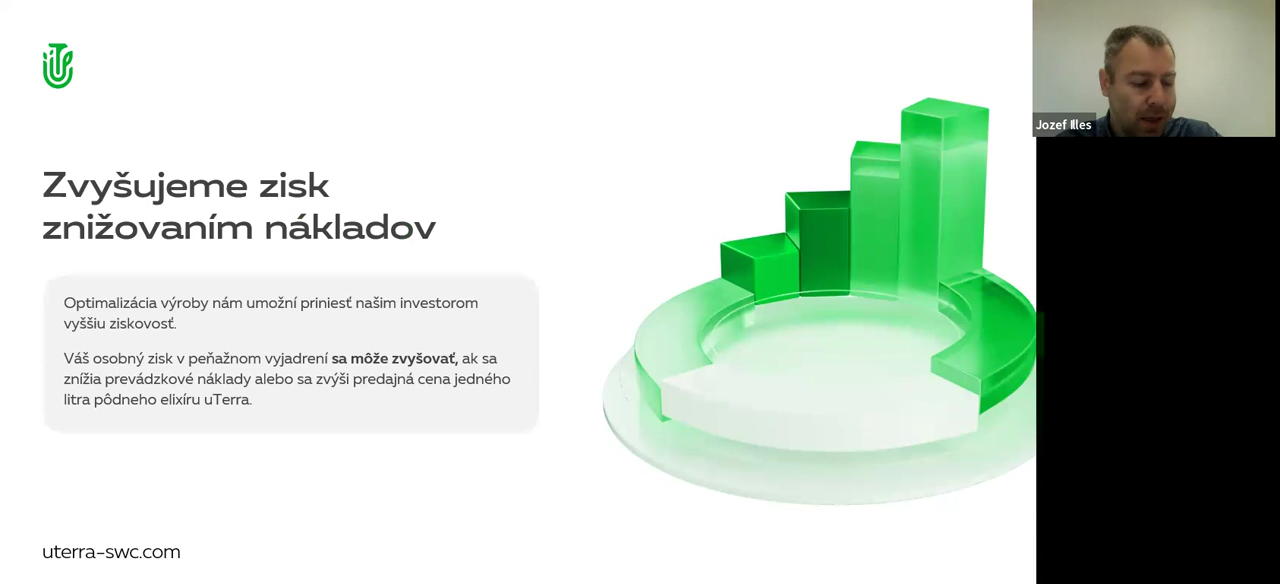 Zvyšujeme zisk
znižovaním nákladov
Optimalizácia výroby nám umožní priniesť našim investorom
vyššiu ziskovosť.
Váš osobný zisk v peňažnom vyjadrení sa môže zvyšovať, ak sa
znížia prevádzkové náklady alebo sa zvýši predajná cena jedného
litra pôdneho elixíru uTerra.
uterra-swc.com
Jozef Illes